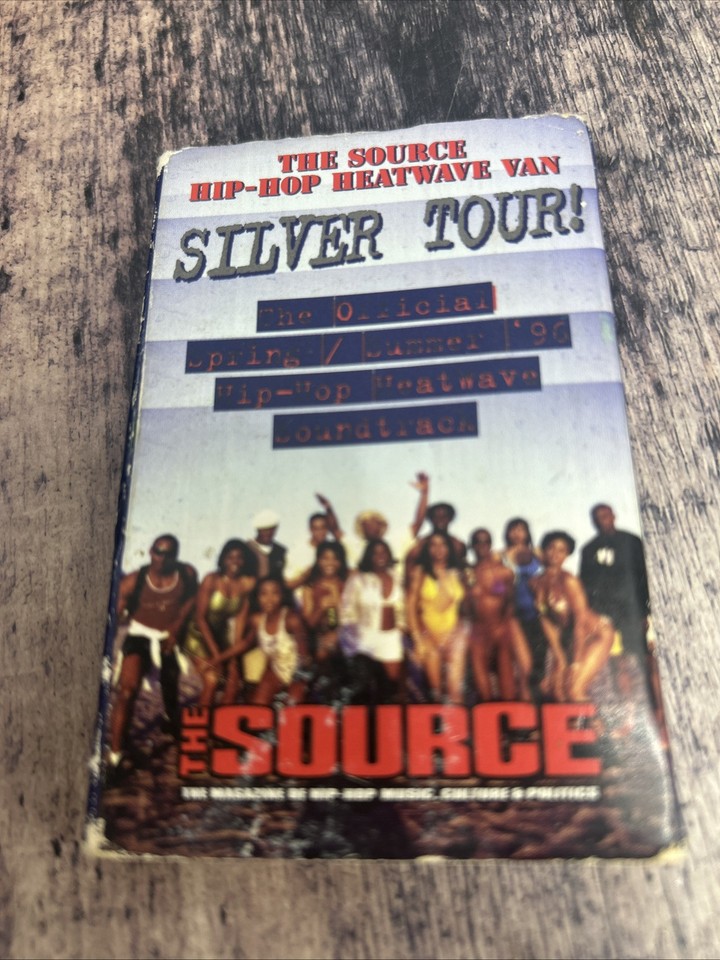 THE SOURCE
HIP-HOP HEATWAVE VAN
SILVER TOUR!
The Official
Spring / Summer '96
Hip-Hop Heatwave
Soundtrack
THE SOURCE
THE MAGAZINE OF HIP-HOP MUSIC, CULTURE & POLITICS